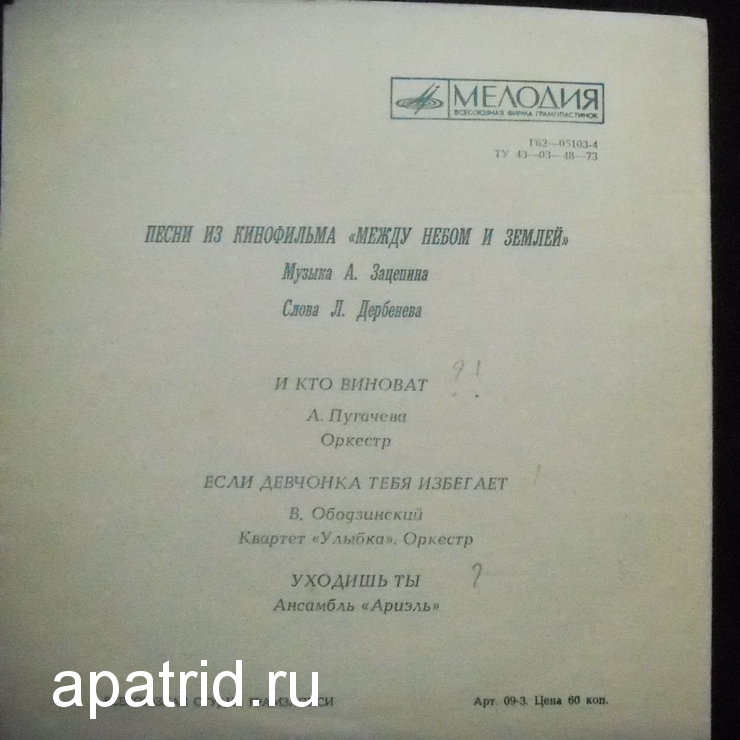 МЕЛОДИЯ
ВСЕСОЮЗНАЯ ФИРМА ГРАМПЛАСТИНОК
Г62—05103-4
ТУ 43—03—48—73
ПЕСНИ ИЗ КИНОФИЛЬМА «МЕЖДУ НЕБОМ И ЗЕМЛЕЙ»
Музыка А. Зацепина
Слова Л. Дербенева
И КТО ВИНОВАТ ?!
А. Пугачева
Оркестр
ЕСЛИ ДЕВЧОНКА ТЕБЯ ИЗБЕГАЕТ !
В. Ободзинский
Квартет «Улыбка», Оркестр
УХОДИШЬ ТЫ ?
Ансамбль «Ариэль»
apatrid.ru
Арт. 09-3. Цена 60 коп.